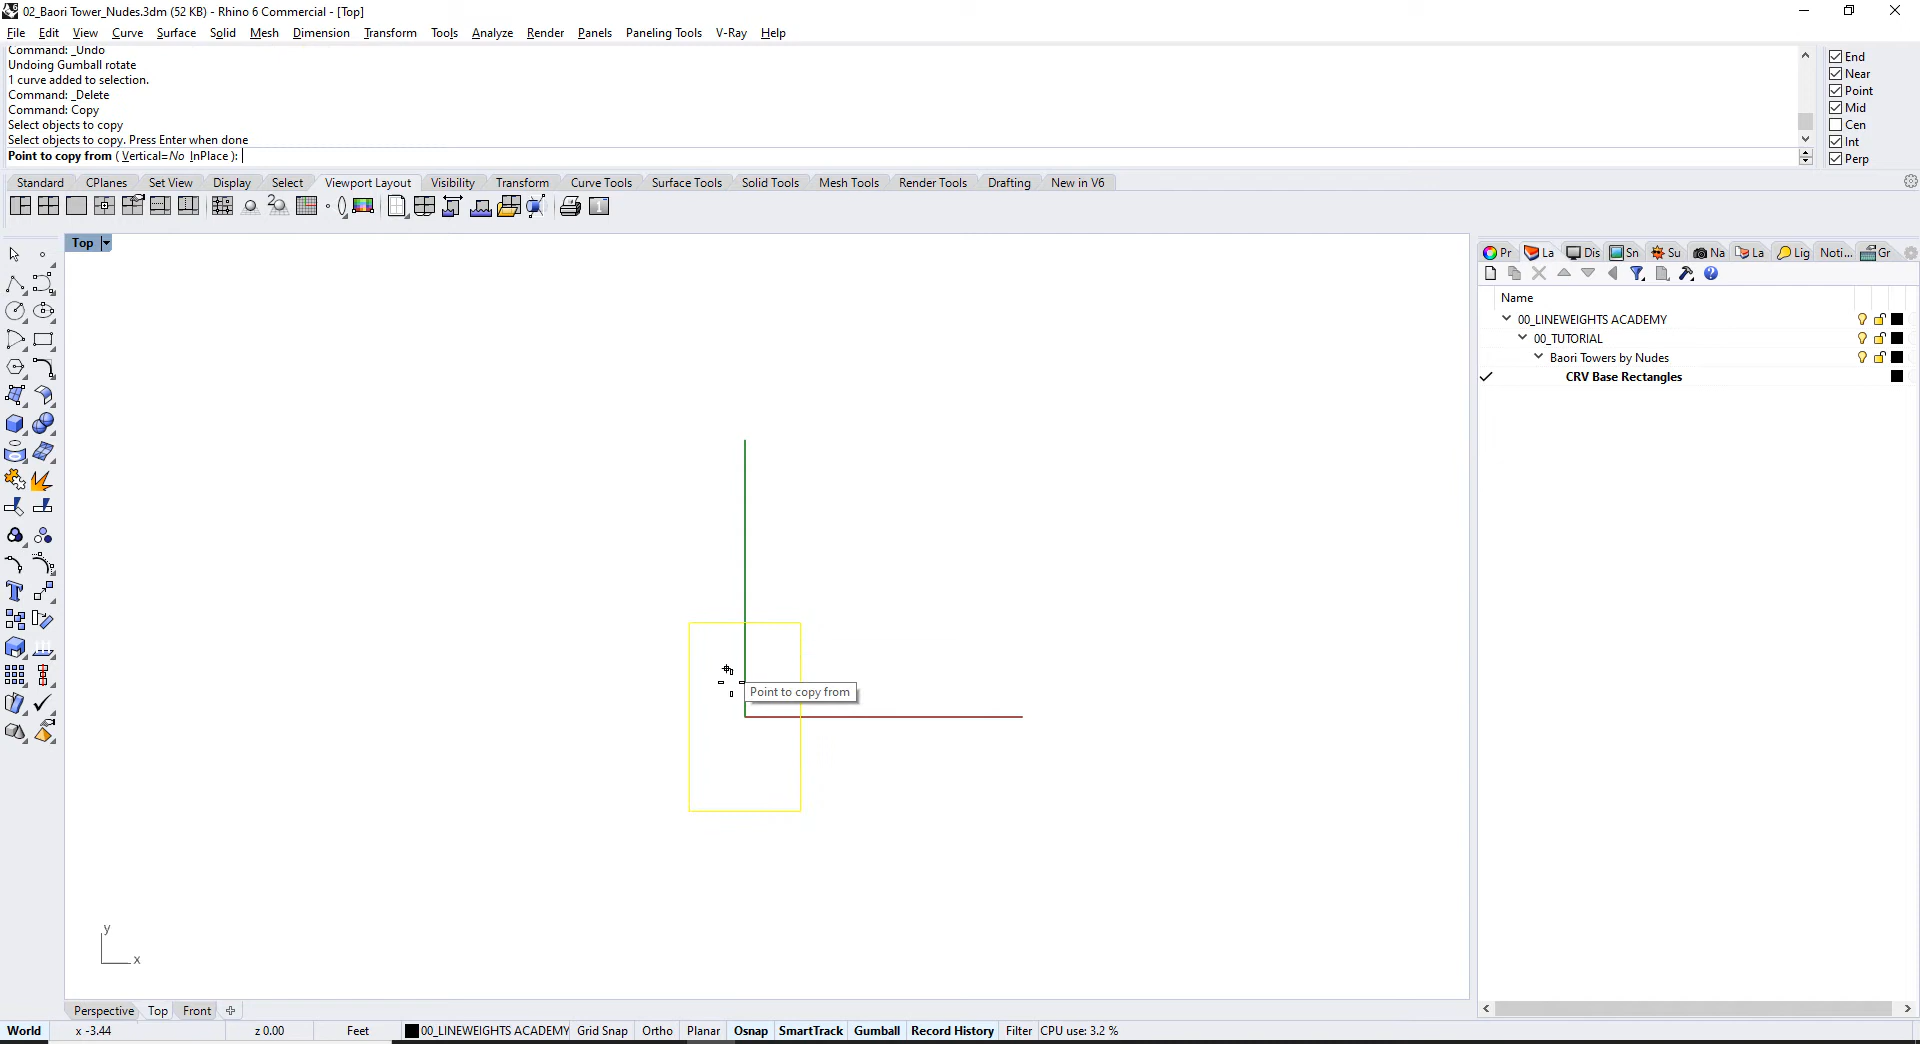 02_Baori Tower_Nudes.3dm (52 KB) - Rhino 6 Commercial - [Top]
File Edit View Curve Surface Solid Mesh Dimension Transform Tools Analyze Render Panels Paneling Tools V-Ray Help
Command: _Undo
Undoing Gumball rotate
1 curve added to selection.
Command: _Delete
Command: Copy
Select objects to copy
Select objects to copy. Press Enter when done
Point to copy from ( Vertical=No InPlace ):
End
Near
Point
Mid
Cen
Int
Perp
Standard CPlanes Set View Display Select Viewport Layout Visibility Transform Curve Tools Surface Tools Solid Tools Mesh Tools Render Tools Drafting New in V6
Top
Pr La Dis Sn Su Na La Lig Noti... Gr
Name
00_LINEWEIGHTS ACADEMY
00_TUTORIAL
Baori Towers by Nudes
CRV Base Rectangles
Point to copy from
y
x
Perspective Top Front
World x -3.44 z 0.00 Feet 00_LINEWEIGHTS ACADEMY Grid Snap Ortho Planar Osnap SmartTrack Gumball Record History Filter CPU use: 3.2 %